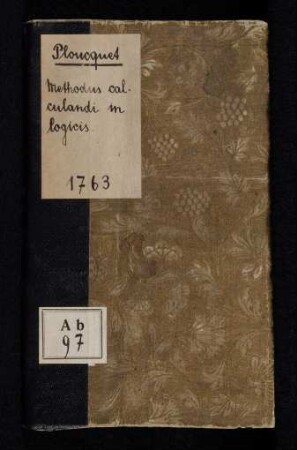 Ploucquet
Methodus cal-
culandi in
logicis.
1763
Ab
97